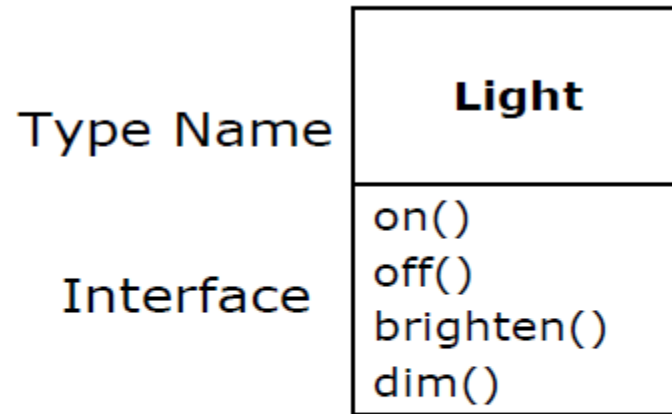 Type Name
Light
Interface
on()
off()
brighten()
dim()